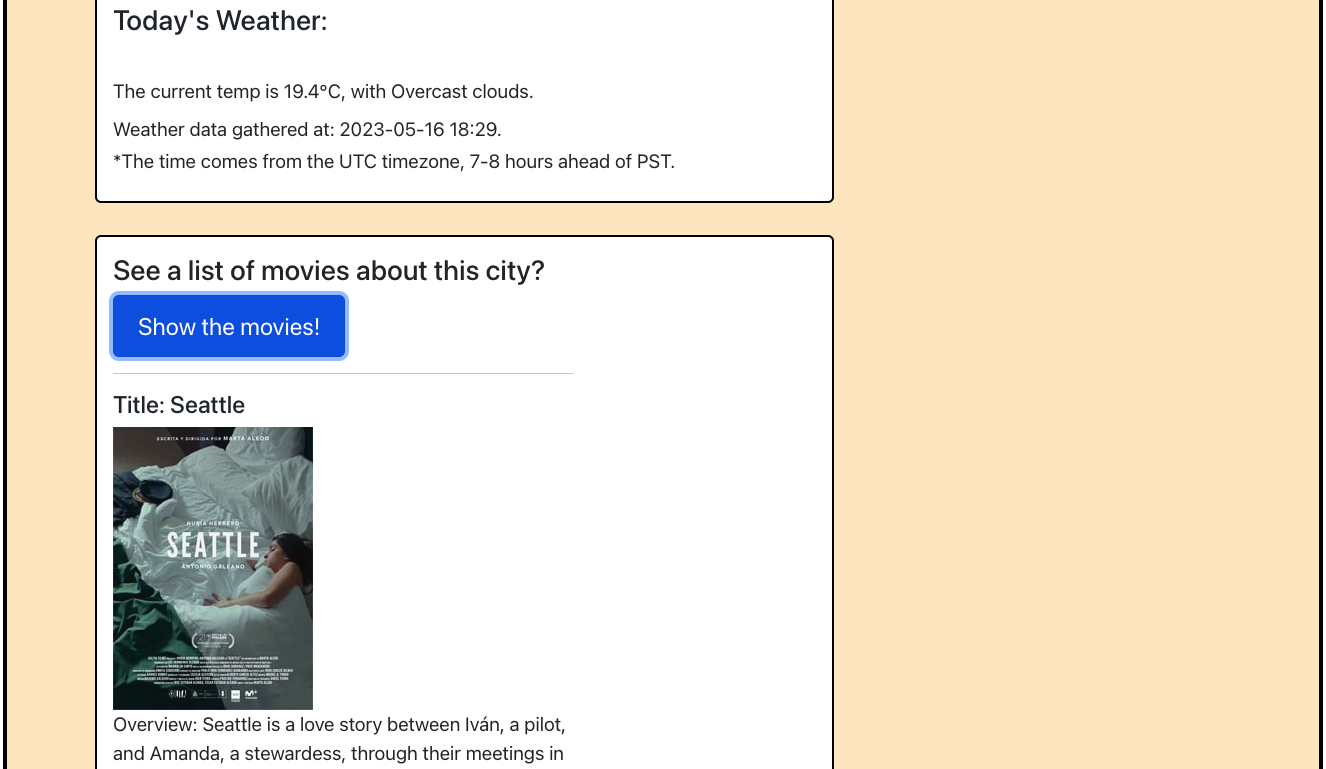 Today's Weather:
The current temp is 19.4°C, with Overcast clouds.
Weather data gathered at: 2023-05-16 18:29.
*The time comes from the UTC timezone, 7-8 hours ahead of PST.
See a list of movies about this city?
Show the movies!
Title: Seattle
ESCRITA Y DIRIGIDA POR MARTA ALEDO
NURIA HERRERO
SEATTLE
ANTONIO GALEANO
Overview: Seattle is a love story between Iván, a pilot,
and Amanda, a stewardess, through their meetings in